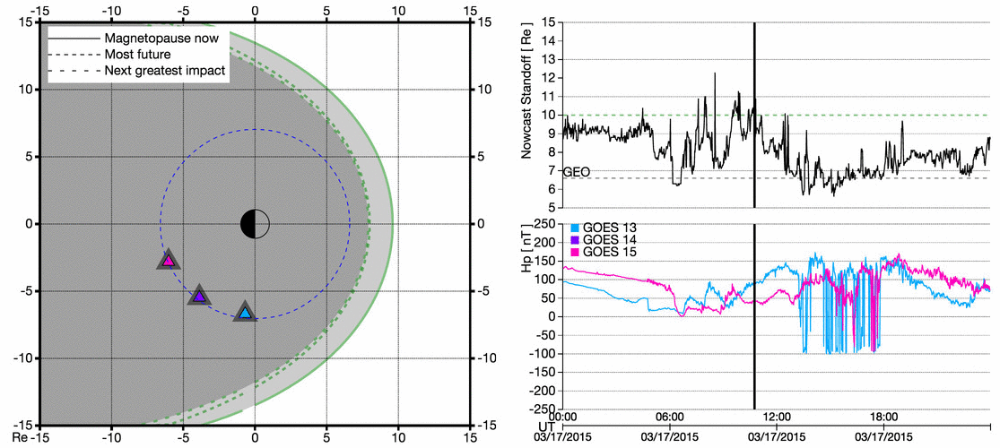 -15 -10 -5 0 5 10 15
15 15
Magnetopause now
Most future
Next greatest impact
10 10
5 5
0 0
-5 -5
-10 -10
-15 -15
Re -15 -10 -5 0 5 10 15
Nowcast Standoff [ Re ]
15
14
13
12
11
10
9
8
7
GEO
6
5
Hp [ nT ]
250
GOES 13
200
GOES 14
GOES 15
150
100
50
0
-50
-100
-150
-200
-250
00:00 06:00 12:00 18:00
UT
03/17/2015 03/17/2015 03/17/2015 03/17/2015